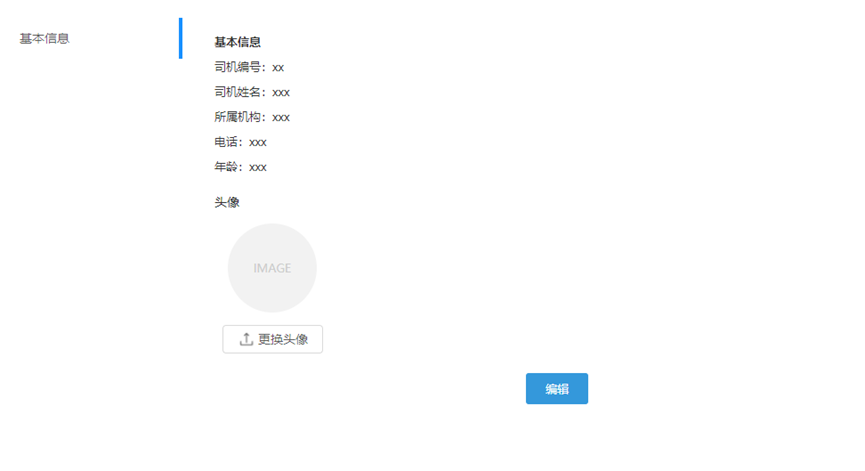 基本信息
基本信息
司机编号：xx
司机姓名：xxx
所属机构：xxx
电话：xxx
年龄：xxx
头像
IMAGE
更换头像
编辑